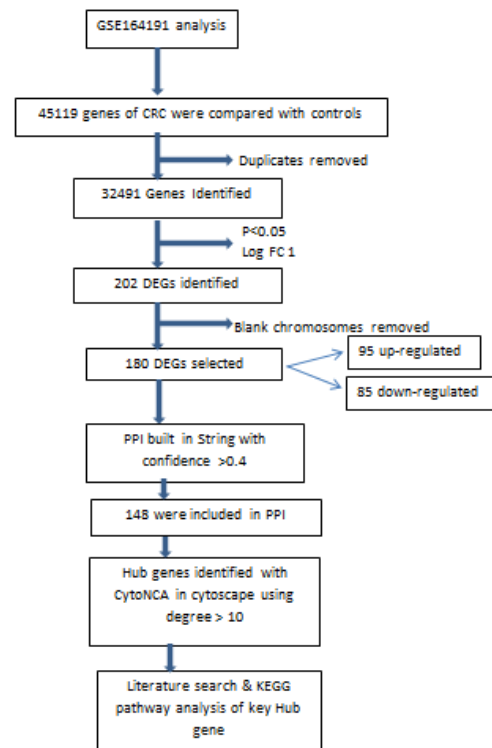 GSE164191 analysis
45119 genes of CRC were compared with controls
Duplicates removed
32491 Genes Identified
P<0.05
Log FC 1
202 DEGs identified
Blank chromosomes removed
180 DEGs selected
95 up-regulated
85 down-regulated
PPI built in String with
confidence >0.4
148 were included in PPI
Hub genes identified with
CytoNCA in cytoscape using
degree > 10
Literature search & KEGG
pathway analysis of key Hub
gene